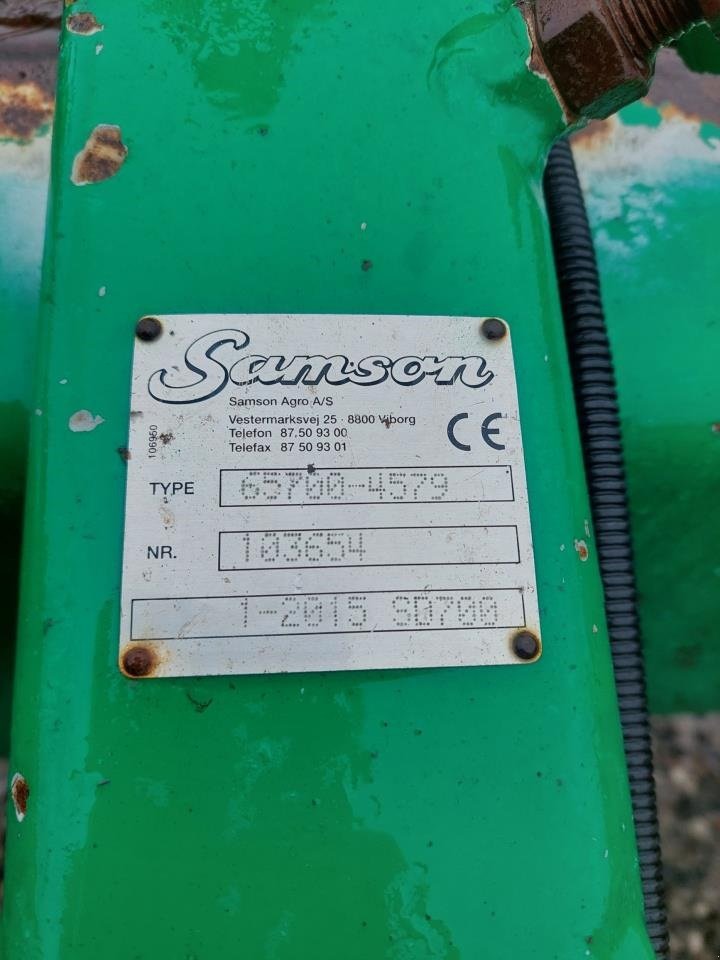 Samson
Samson Agro A/S
Vestermarksvej 25 · 8800 Viborg
Telefon 87 50 93 00
Telefax 87 50 93 01
CE
106950
TYPE 65700-4579
NR. 103654
1-2015 SD700